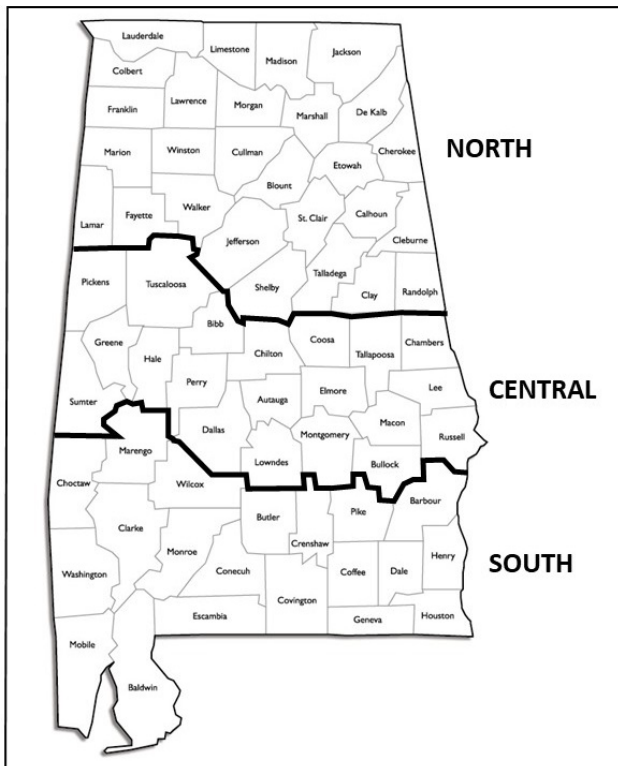 Lauderdale
Limestone
Madison
Jackson
Colbert
Franklin
Lawrence
Morgan
Marshall
De Kalb
Marion
Winston
Cullman
Etowah
Cherokee
NORTH
Blount
Lamar
Fayette
Walker
Jefferson
St. Clair
Calhoun
Cleburne
Pickens
Tuscaloosa
Shelby
Talladega
Clay
Randolph
Bibb
Greene
Hale
Chilton
Coosa
Tallapoosa
Chambers
Perry
Sumter
Autauga
Elmore
Lee
CENTRAL
Dallas
Montgomery
Macon
Russell
Marengo
Lowndes
Bullock
Choctaw
Wilcox
Clarke
Butler
Pike
Barbour
Crenshaw
Monroe
Conecuh
Coffee
Dale
Henry
SOUTH
Washington
Covington
Escambia
Geneva
Houston
Mobile
Baldwin